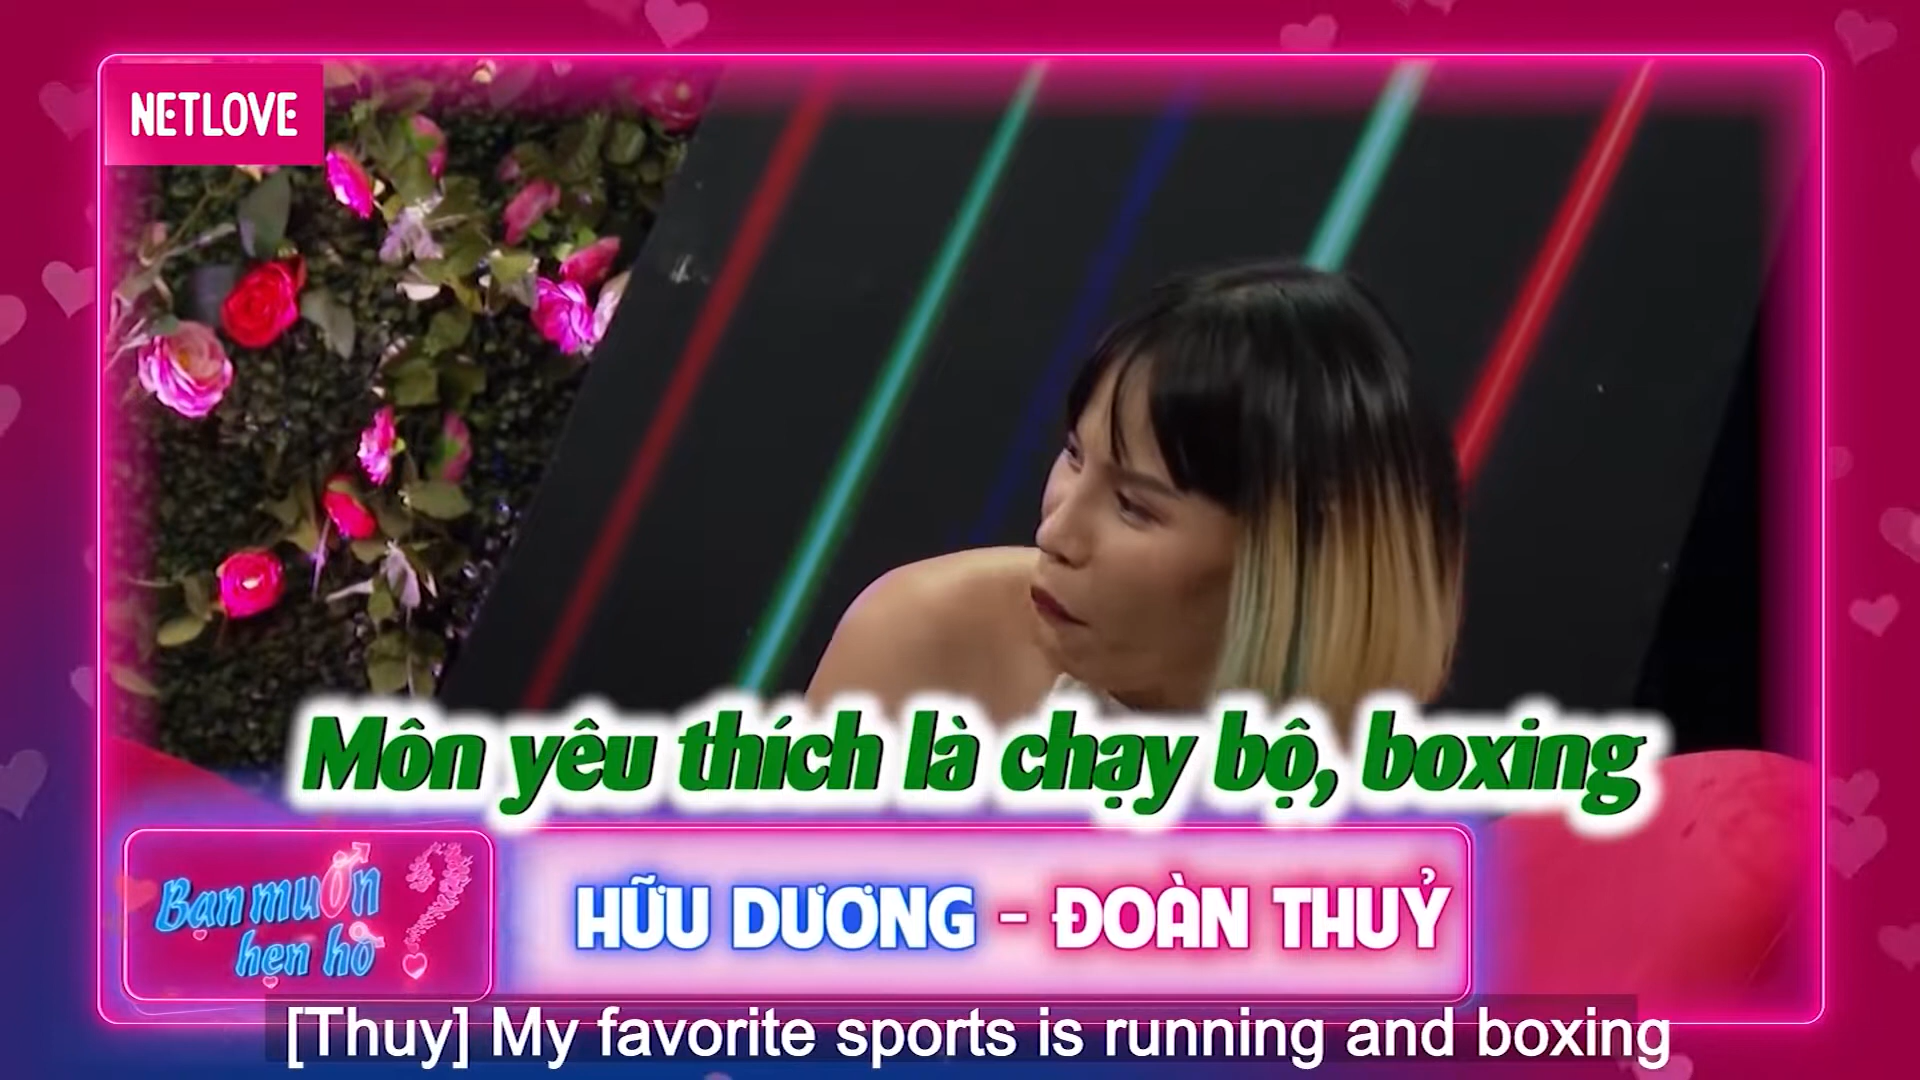 NETLOVE
Môn yêu thích là chạy bộ, boxing
Bạn muốn
hẹn hò ?
HỮU DƯƠNG - ĐOÀN THUỶ
[Thuy] My favorite sports is running and boxing